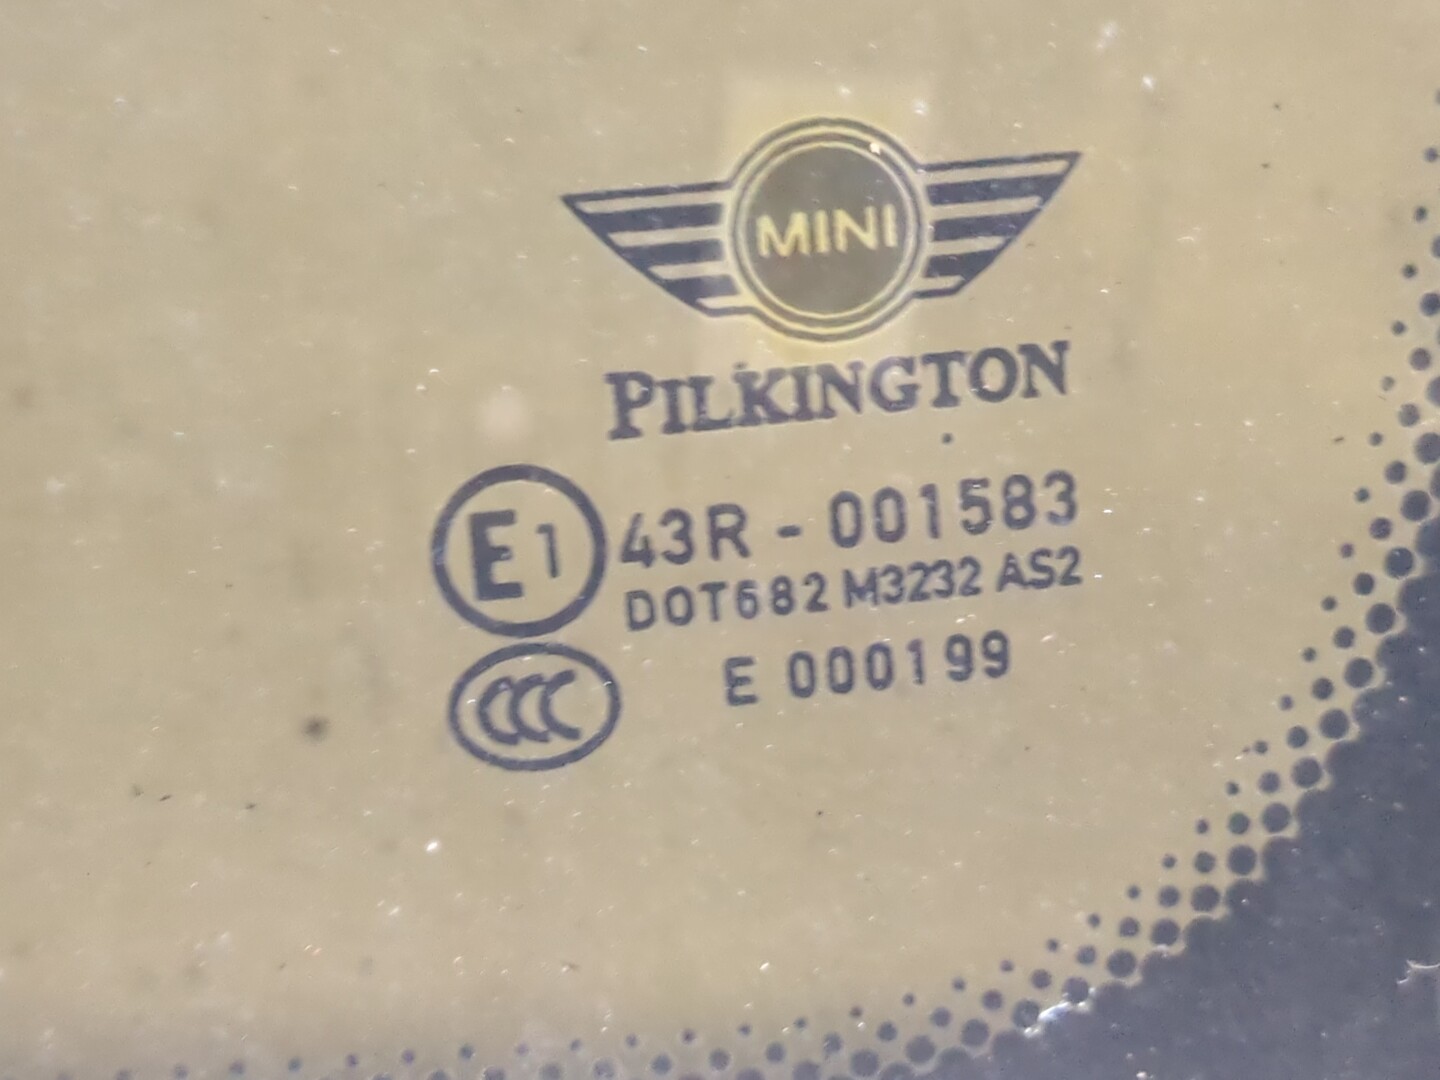 MINI
PILKINGTON
E1 43R - 001583
DOT682 M3232 AS2
CCC E 000199